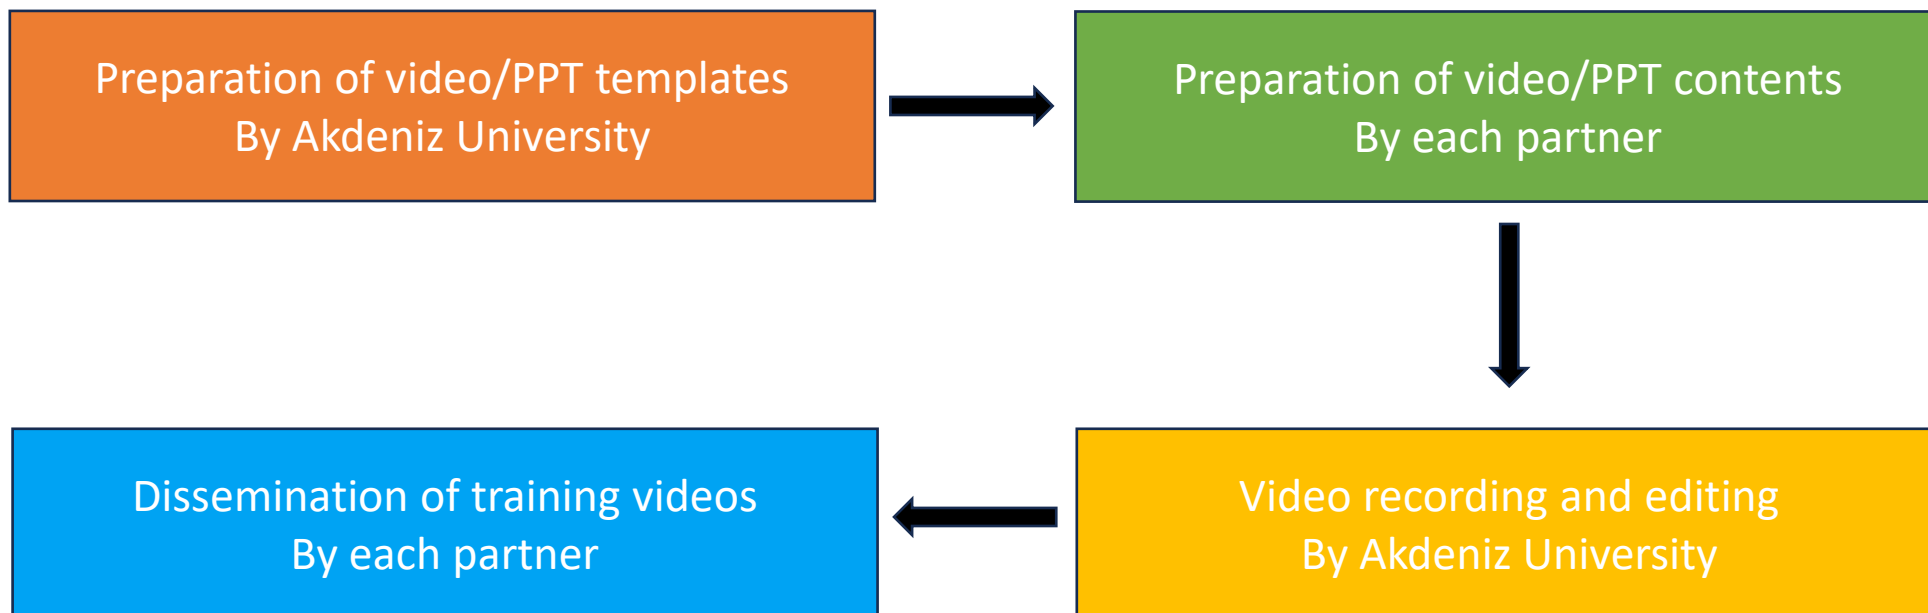 Preparation of video/PPT templates
By Akdeniz University
Preparation of video/PPT contents
By each partner
Video recording and editing
By Akdeniz University
Dissemination of training videos
By each partner